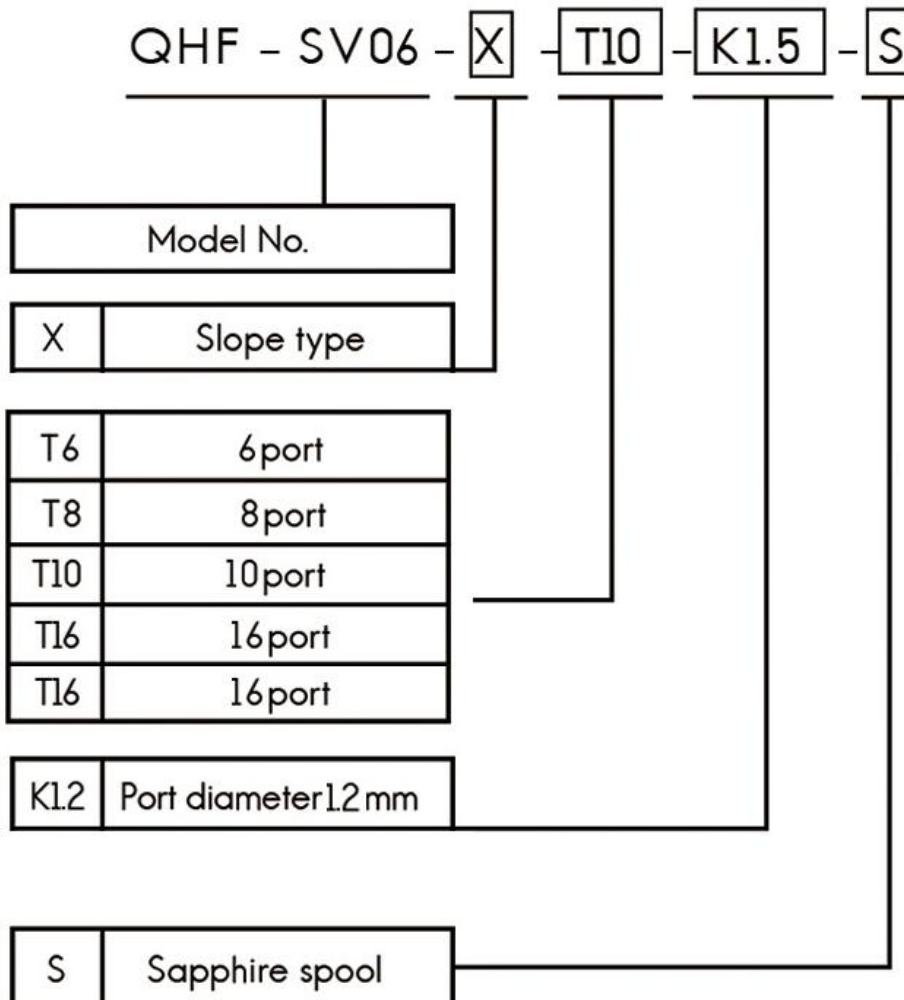 QHF - SV06 - X - T10 - K1.5 - S
Model No.
X Slope type
T6 6port
T8 8port
T10 10port
T16 16port
T16 16port
K1.2 Port diameter1.2mm
S Sapphire spool